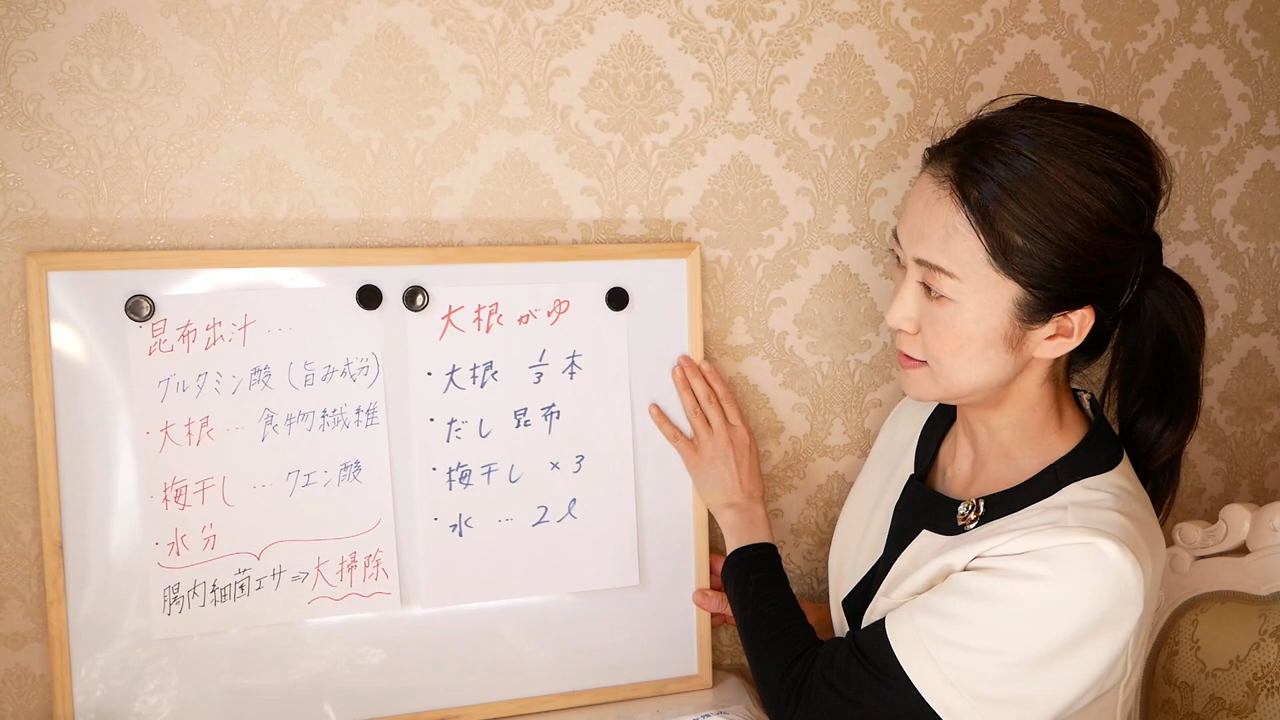 ・昆布出汁 ...
グルタミン酸 (旨み成分)
・大根 ... 食物繊維
・梅干し ... クエン酸
・水分
腸内細菌エサ⇒大掃除
大根がゆ
・大根 1/3本
・だし昆布
・梅干し ×3
・水 ... 2ℓ